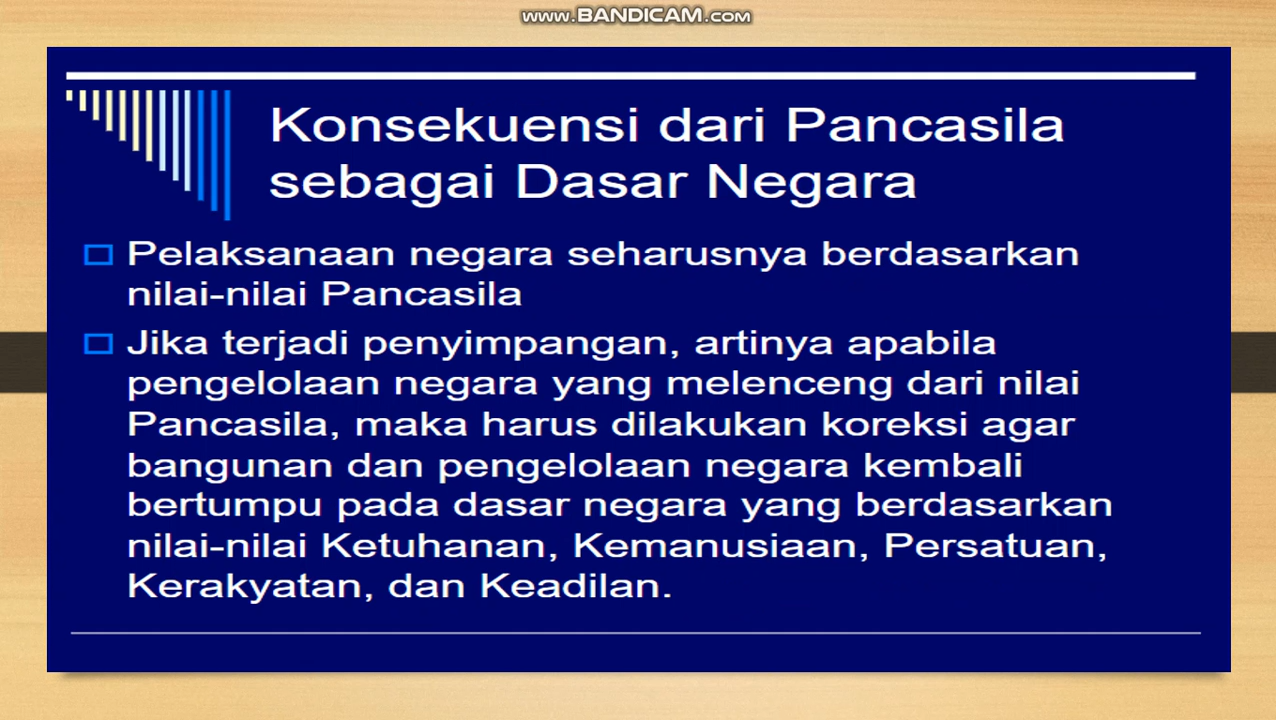 www.BANDICAM.com
Konsekuensi dari Pancasila
sebagai Dasar Negara
Pelaksanaan negara seharusnya berdasarkan
nilai-nilai Pancasila
Jika terjadi penyimpangan, artinya apabila
pengelolaan negara yang melenceng dari nilai
Pancasila, maka harus dilakukan koreksi agar
bangunan dan pengelolaan negara kembali
bertumpu pada dasar negara yang berdasarkan
nilai-nilai Ketuhanan, Kemanusiaan, Persatuan,
Kerakyatan, dan Keadilan.